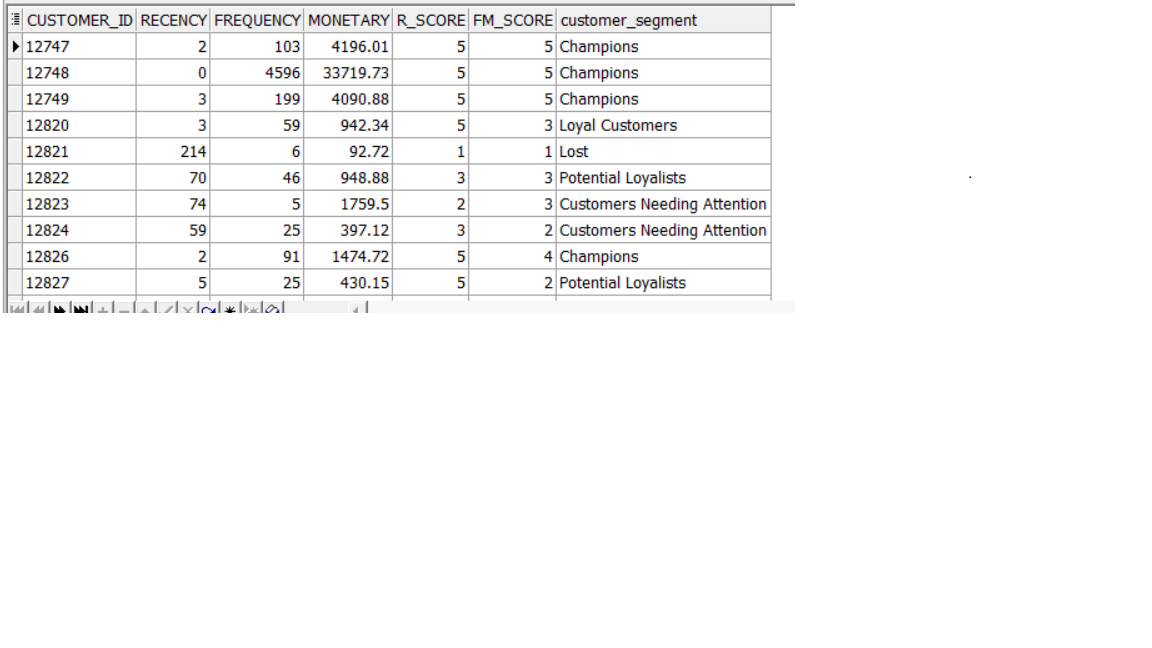 CUSTOMER_ID RECENCY FREQUENCY MONETARY R_SCORE FM_SCORE customer_segment
12747 2 103 4196.01 5 5 Champions
12748 0 4596 33719.73 5 5 Champions
12749 3 199 4090.88 5 5 Champions
12820 3 59 942.34 5 3 Loyal Customers
12821 214 6 92.72 1 1 Lost
12822 70 46 948.88 3 3 Potential Loyalists
12823 74 5 1759.5 2 3 Customers Needing Attention
12824 59 25 397.12 3 2 Customers Needing Attention
12826 2 91 1474.72 5 4 Champions
12827 5 25 430.15 5 2 Potential Loyalists